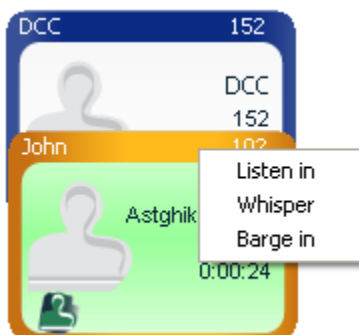 DCC 152
DCC
152
John 102
Listen in
Astghik
Whisper
Barge in
0:00:24